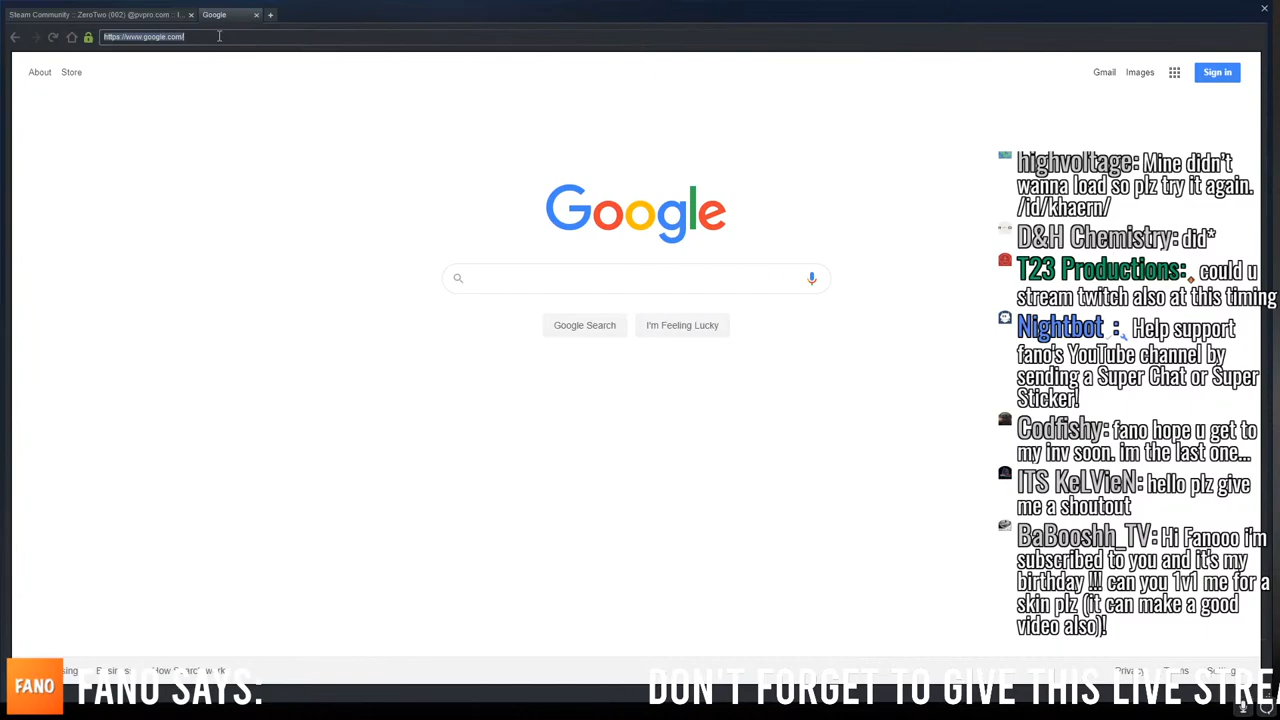 Steam Community :: ZeroTwo (002) @pvpro.com :: I...
Google
https://www.google.com/
About
Store
Gmail
Images
Sign in
Google
Google Search
I'm Feeling Lucky
highvoltage: Mine didn't
wanna load so plz try it again.
/id/khaern/
D&H Chemistry: did*
T23 Productions: could u
stream twitch also at this timing
Nightbot : Help support
fano's YouTube channel by
sending a Super Chat or Super
Sticker!
Codfishy: fano hope u get to
my inv soon. im the last one...
ITS KeLVieN: hello plz give
me a shoutout
BaBooshh_TV: Hi Fanooo i'm
subscribed to you and it's my
birthday !!! can you 1v1 me for a
skin plz (it can make a good
video also)!
FANO
FANO SAYS:
DON'T FORGET TO GIVE THIS LIVE STREA